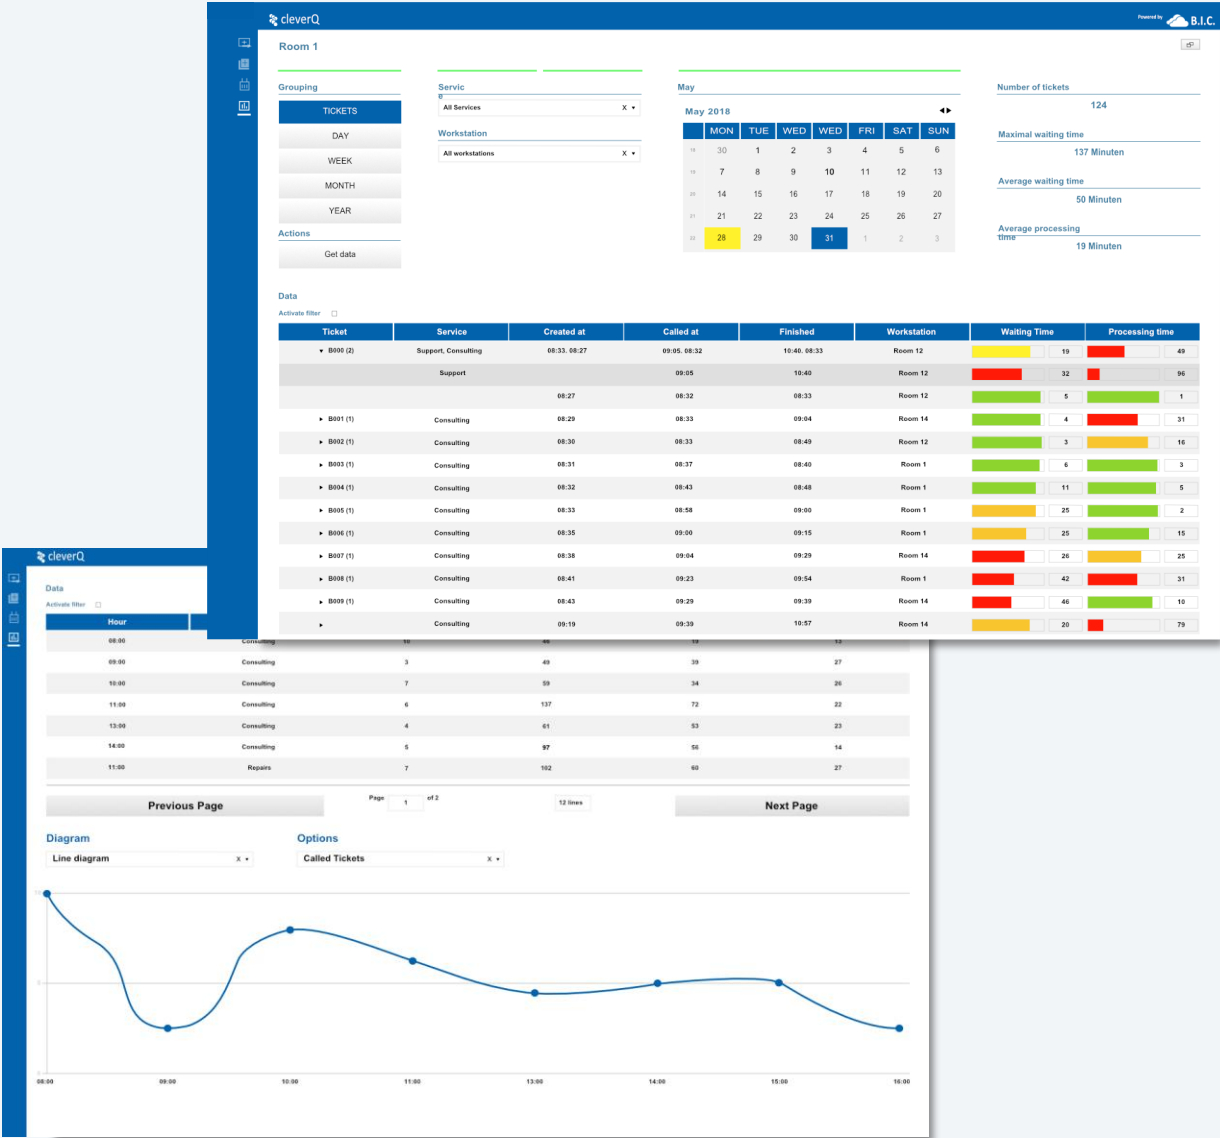 cleverQ
Powered by B.I.C.
Room 1
Grouping
TICKETS
DAY
WEEK
MONTH
YEAR
Actions
Get data
Servic
e
All Services X
Workstation
All workstations X
May
May 2018
MON TUE WED WED FRI SAT SUN
18 30 1 2 3 4 5 6
19 7 8 9 10 11 12 13
20 14 15 16 17 18 19 20
21 21 22 23 24 25 26 27
22 28 29 30 31 1 2 3
Number of tickets
124
Maximal waiting time
137 Minuten
Average waiting time
50 Minuten
Average processing
time
19 Minuten
Data
Activate filter
Ticket Service Created at Called at Finished Workstation Waiting Time Processing time
B000 (2) Support, Consulting 08:33. 08:27 09:05. 08:32 10:40. 08:33 Room 12 19 49
Support 09:05 10:40 Room 12 32 96
08:27 08:32 08:33 Room 12 5 1
B001 (1) Consulting 08:29 08:33 09:04 Room 14 4 31
B002 (1) Consulting 08:30 08:33 08:49 Room 12 3 16
B003 (1) Consulting 08:31 08:37 08:40 Room 1 6 3
B004 (1) Consulting 08:32 08:43 08:48 Room 1 11 5
B005 (1) Consulting 08:33 08:58 09:00 Room 1 25 2
B006 (1) Consulting 08:35 09:00 09:15 Room 1 25 15
B007 (1) Consulting 08:38 09:04 09:29 Room 14 26 25
B008 (1) Consulting 08:41 09:23 09:54 Room 1 42 31
B009 (1) Consulting 08:43 09:29 09:39 Room 14 46 10
Consulting 09:19 09:39 10:57 Room 14 20 79
cleverQ
Data
Activate filter
Hour
08:00 Consulting 10 46 19 13
09:00 Consulting 3 49 39 27
10:00 Consulting 7 59 34 26
11:00 Consulting 6 137 72 22
13:00 Consulting 4 61 53 23
14:00 Consulting 5 97 56 14
11:00 Repairs 7 102 60 27
Previous Page
Page 1 of 2
12 lines
Next Page
Diagram
Line diagram X
Options
Called Tickets X
10
5
0
08:00 09:00 10:00 11:00 13:00 14:00 15:00 16:00